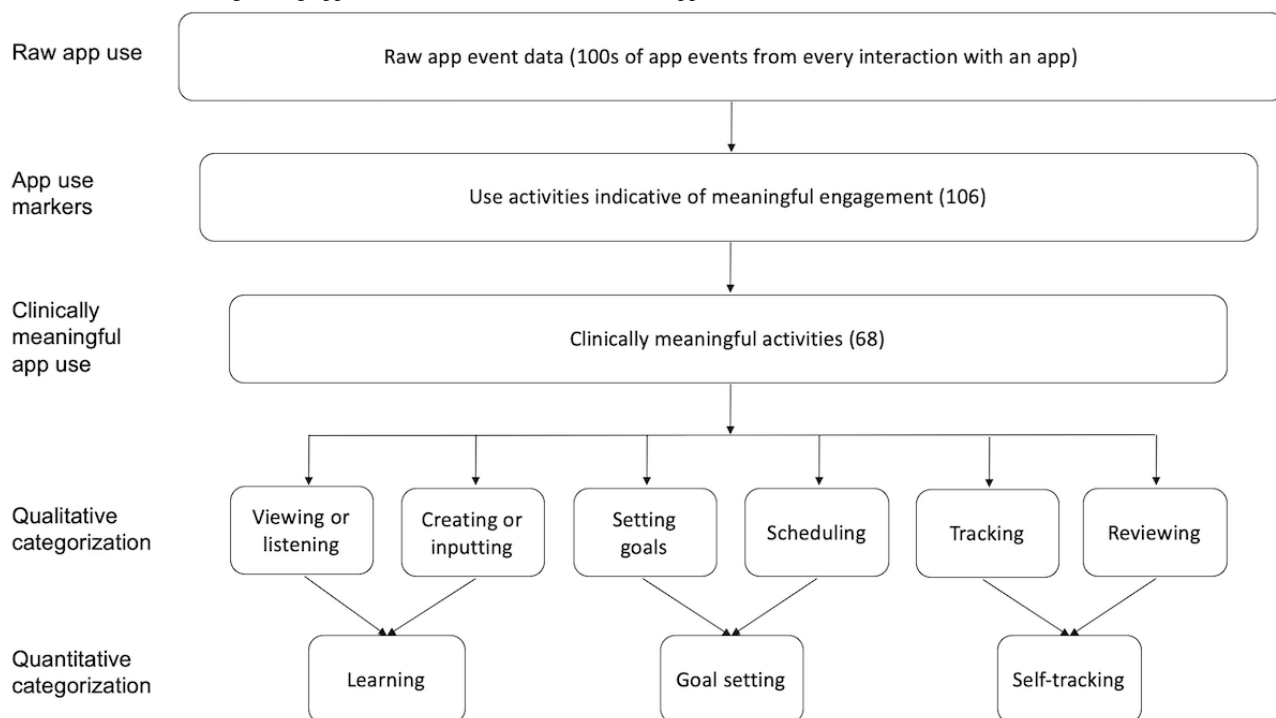 Raw app use
Raw app event data (100s of app events from every interaction with an app)
App use
markers
Use activities indicative of meaningful engagement (106)
Clinically
meaningful
app use
Clinically meaningful activities (68)
Qualitative
categorization
Viewing or
listening
Creating or
inputting
Setting
goals
Scheduling
Tracking
Reviewing
Quantitative
categorization
Learning
Goal setting
Self-tracking